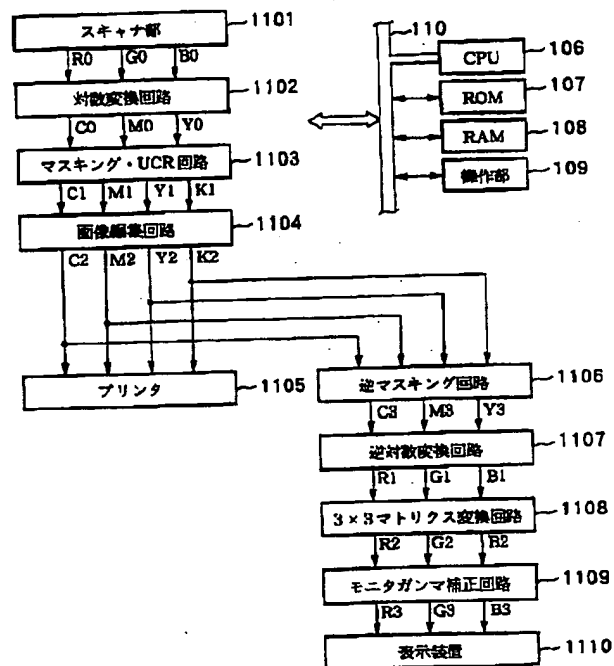 スキャナ部 1101
R0 G0 B0
対数変換回路 1102
C0 M0 Y0
マスキング・UCR回路 1103
C1 M1 Y1 K1
画像編集回路 1104
C2 M2 Y2 K2
プリンタ 1105
110
CPU 106
ROM 107
RAM 108
操作部 109
逆マスキング回路 1106
C3 M3 Y3
逆対数変換回路 1107
R1 G1 B1
3×3マトリクス変換回路 1108
R2 G2 B2
モニタガンマ補正回路 1109
R3 G3 B3
表示装置 1110